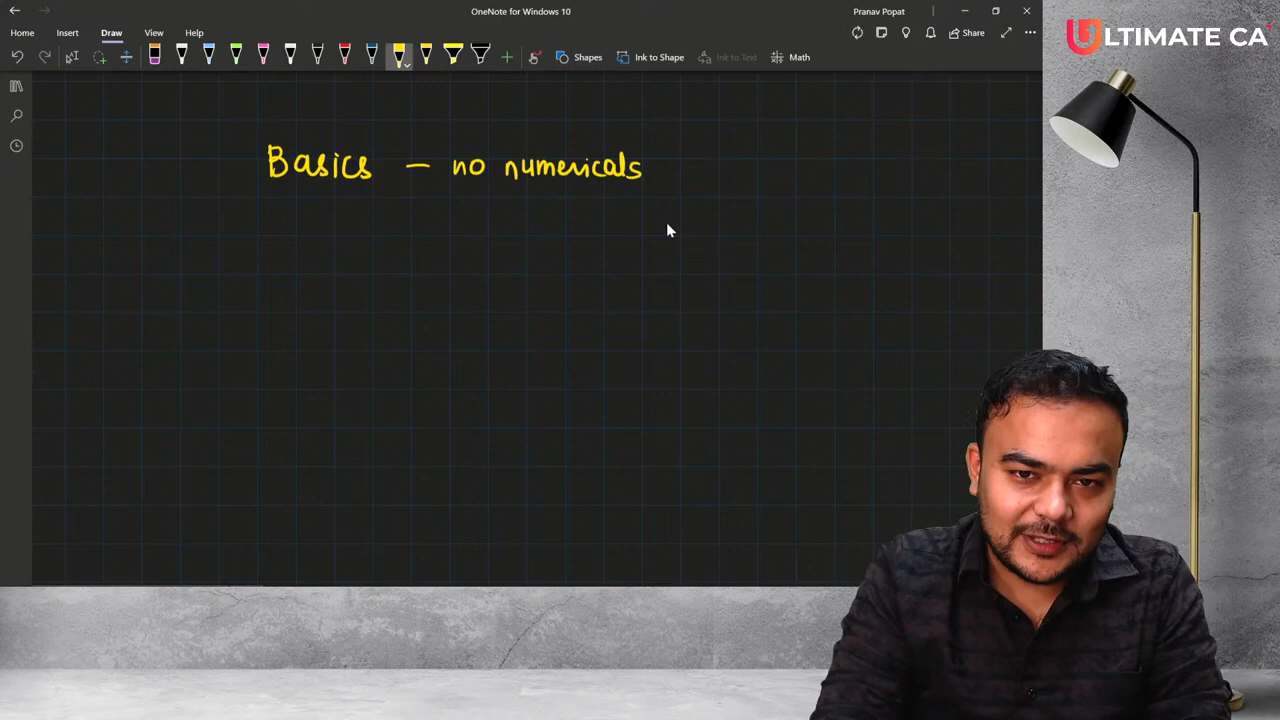 OneNote for Windows 10
Pranav Popat
Home Insert Draw View Help
Share
Shapes Ink to Shape Ink to Text Math
ULTIMATE CA
Basics - no numericals